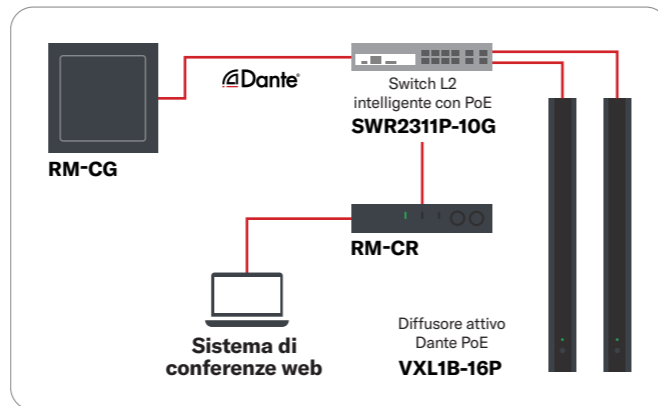 Dante®
Switch L2
intelligente con PoE
SWR2311P-10G
RM-CG
RM-CR
Sistema di
conferenze web
Diffusore attivo
Dante PoE
VXL1B-16P